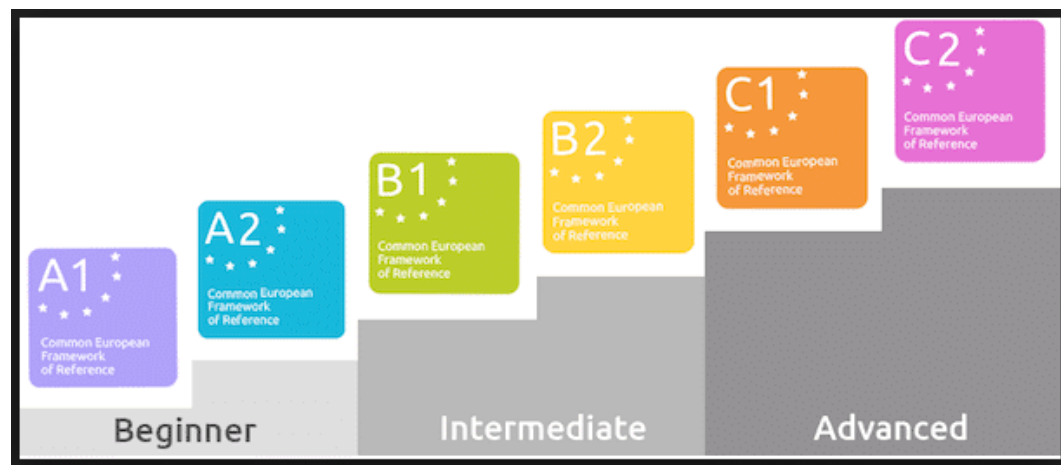 A1
Common European
Framework
of Reference
A2
Common European
Framework
of Reference
B1
Common European
Framework
of Reference
B2
Common European
Framework
of Reference
C1
Common European
Framework
of Reference
C2
Common European
Framework
of Reference
Beginner
Intermediate
Advanced